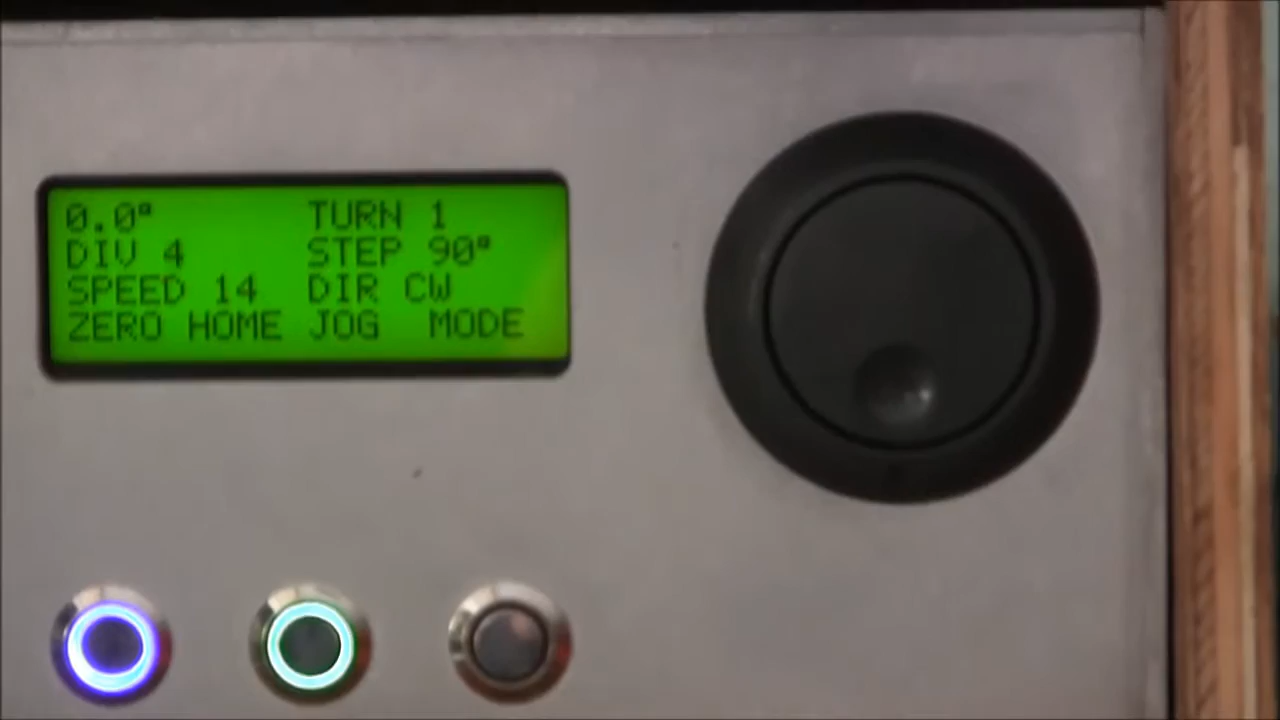 0.0° TURN 1
DIV 4 STEP 90°
SPEED 14 DIR CW
ZERO HOME JOG MODE